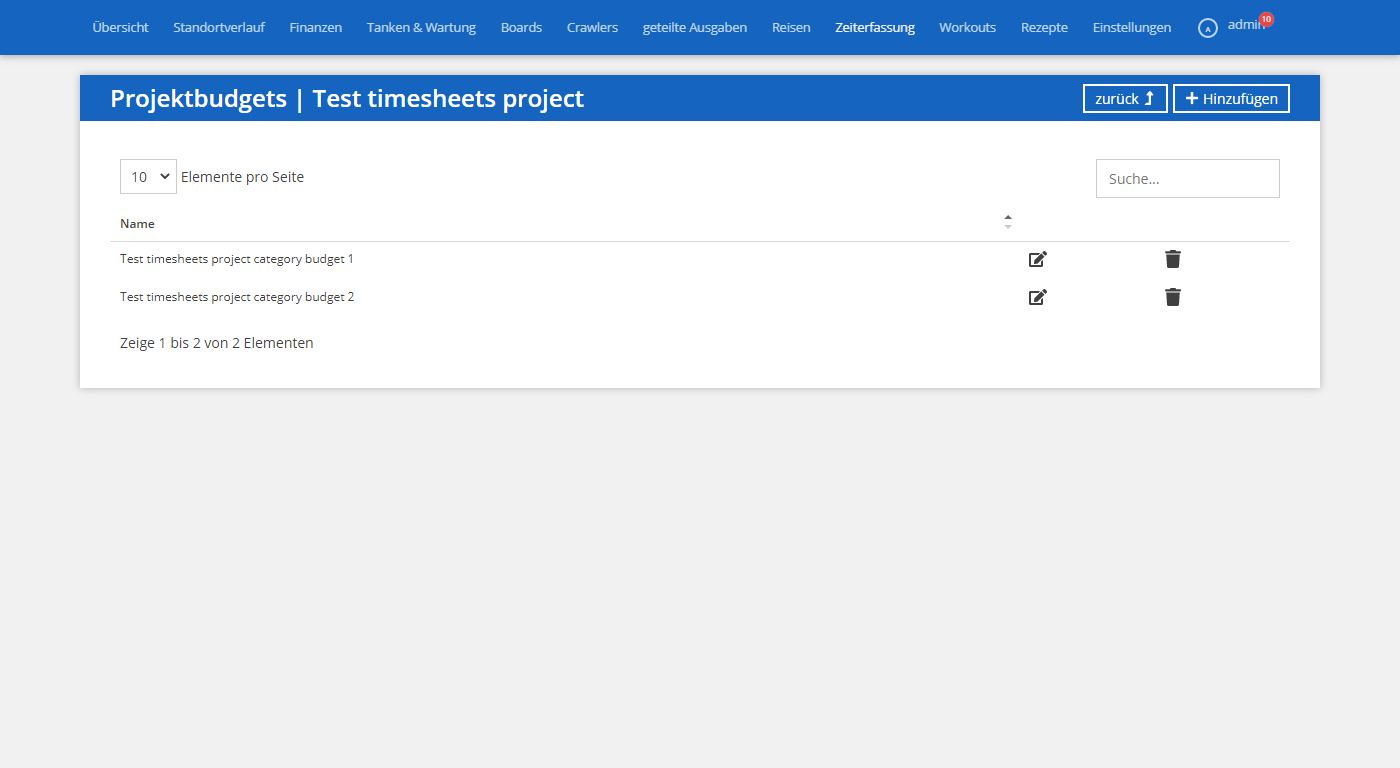 Übersicht Standortverlauf Finanzen Tanken & Wartung Boards Crawlers geteilte Ausgaben Reisen Zeiterfassung Workouts Rezepte Einstellungen A admin 10
Projektbudgets | Test timesheets project zurück Hinzufügen
10 Elemente pro Seite Suche...
Name
Test timesheets project category budget 1
Test timesheets project category budget 2
Zeige 1 bis 2 von 2 Elementen